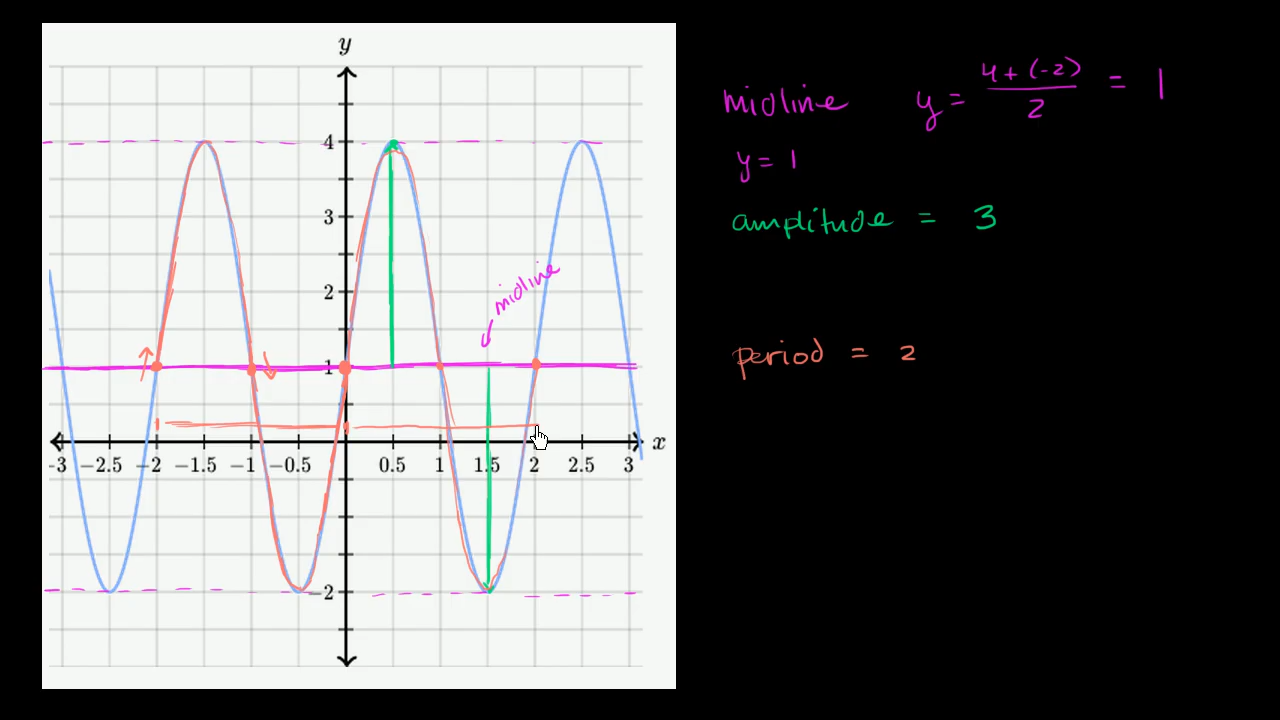 y
4
3
2
1
-2
-3 -2.5 -2 -1.5 -1 -0.5 0.5 1 1.5 2 2.5 3 x
midline
midline y = 4 + (-2) / 2 = 1
y = 1
amplitude = 3
period = 2